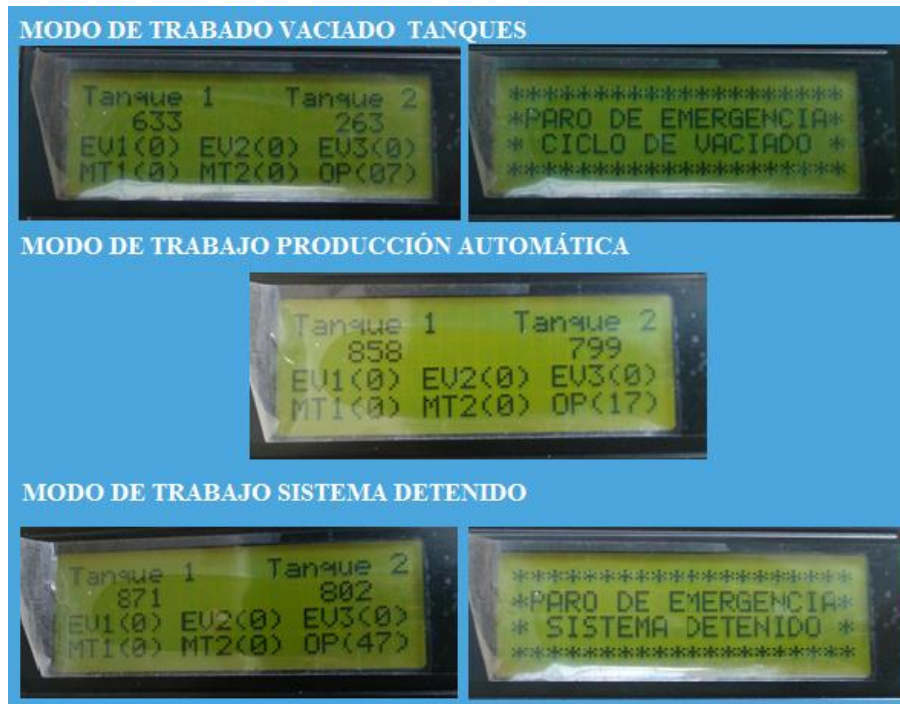 MODO DE TRABADO VACIADO TANQUES
Tanque 1 Tanque 2
633 263
EV1(0) EV2(0) EV3(0)
MT1(0) MT2(0) OP(07)
********************
*PARO DE EMERGENCIA*
* CICLO DE VACIADO *
********************
MODO DE TRABAJO PRODUCCIÓN AUTOMÁTICA
Tanque 1 Tanque 2
858 799
EV1(0) EV2(0) EV3(0)
MT1(0) MT2(0) OP(17)
MODO DE TRABAJO SISTEMA DETENIDO
Tanque 1 Tanque 2
871 802
EV1(0) EV2(0) EV3(0)
MT1(0) MT2(0) OP(47)
********************
*PARO DE EMERGENCIA*
* SISTEMA DETENIDO *
********************